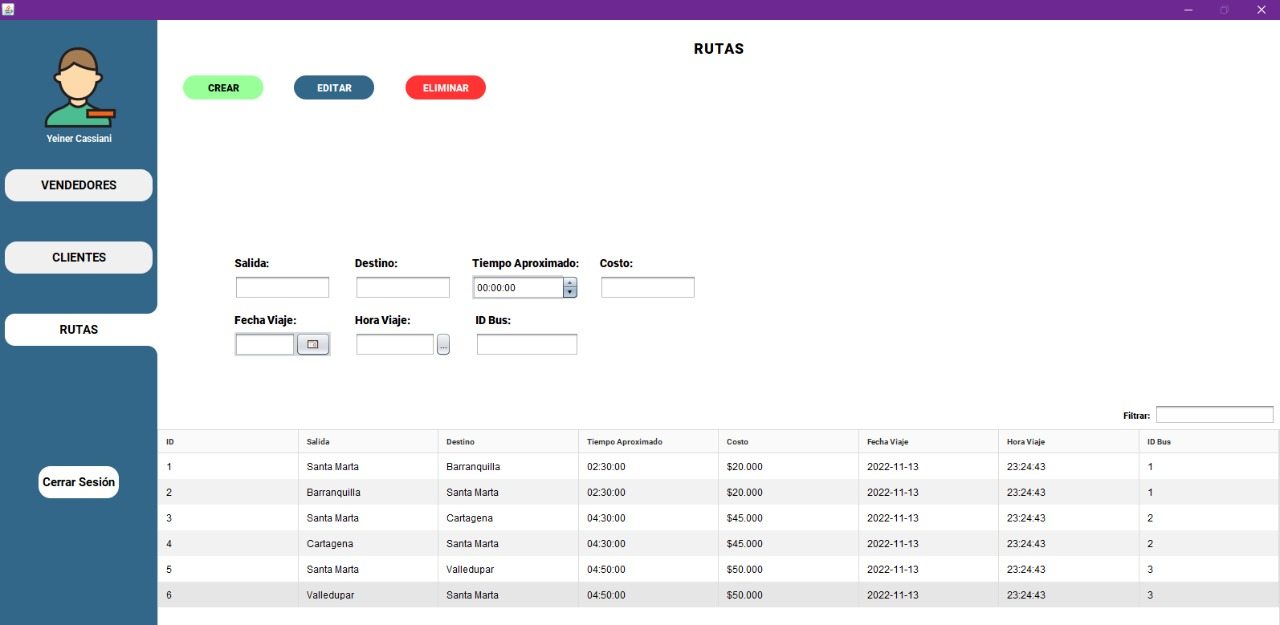 RUTAS
CREAR EDITAR ELIMINAR
Yeiner Cassiani
VENDEDORES
CLIENTES
RUTAS
Cerrar Sesión
Salida: Destino: Tiempo Aproximado: Costo:
00:00:00
Fecha Viaje: Hora Viaje: ID Bus:
...
Filtrar:
ID Salida Destino Tiempo Aproximado Costo Fecha Viaje Hora Viaje ID Bus
1 Santa Marta Barranquilla 02:30:00 $20.000 2022-11-13 23:24:43 1
2 Barranquilla Santa Marta 02:30:00 $20.000 2022-11-13 23:24:43 1
3 Santa Marta Cartagena 04:30:00 $45.000 2022-11-13 23:24:43 2
4 Cartagena Santa Marta 04:30:00 $45.000 2022-11-13 23:24:43 2
5 Santa Marta Valledupar 04:50:00 $50.000 2022-11-13 23:24:43 3
6 Valledupar Santa Marta 04:50:00 $50.000 2022-11-13 23:24:43 3